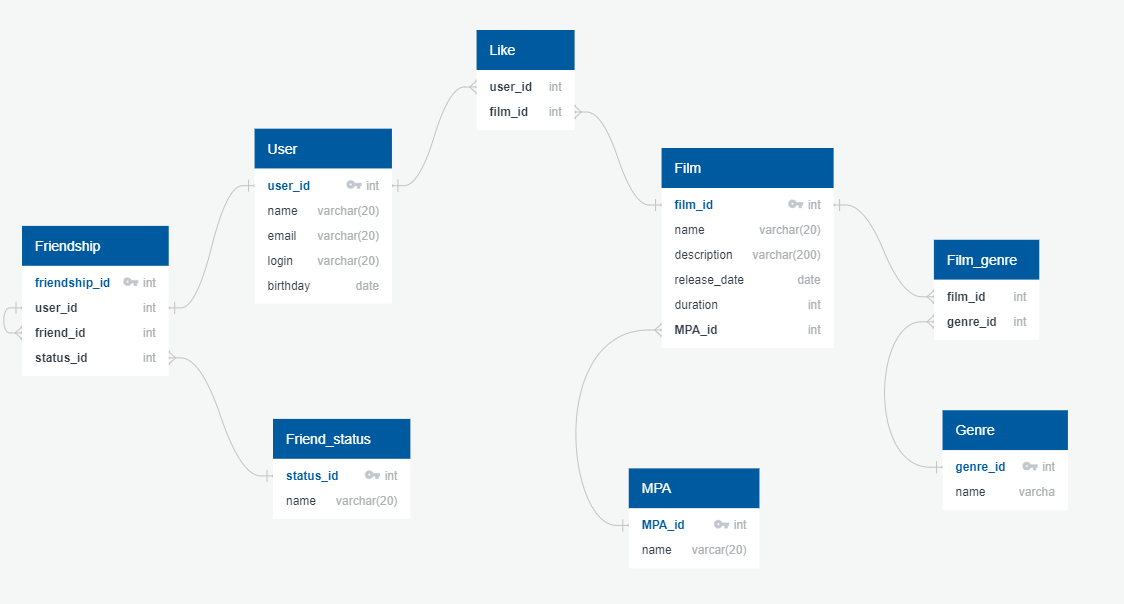 Like
user_id int
film_id int
User
user_id int
name varchar(20)
email varchar(20)
login varchar(20)
birthday date
Film
film_id int
name varchar(20)
description varchar(200)
release_date date
duration int
MPA_id int
Friendship
friendship_id int
user_id int
friend_id int
status_id int
Film_genre
film_id int
genre_id int
Friend_status
status_id int
name varchar(20)
Genre
genre_id int
name varcha
MPA
MPA_id int
name varcar(20)